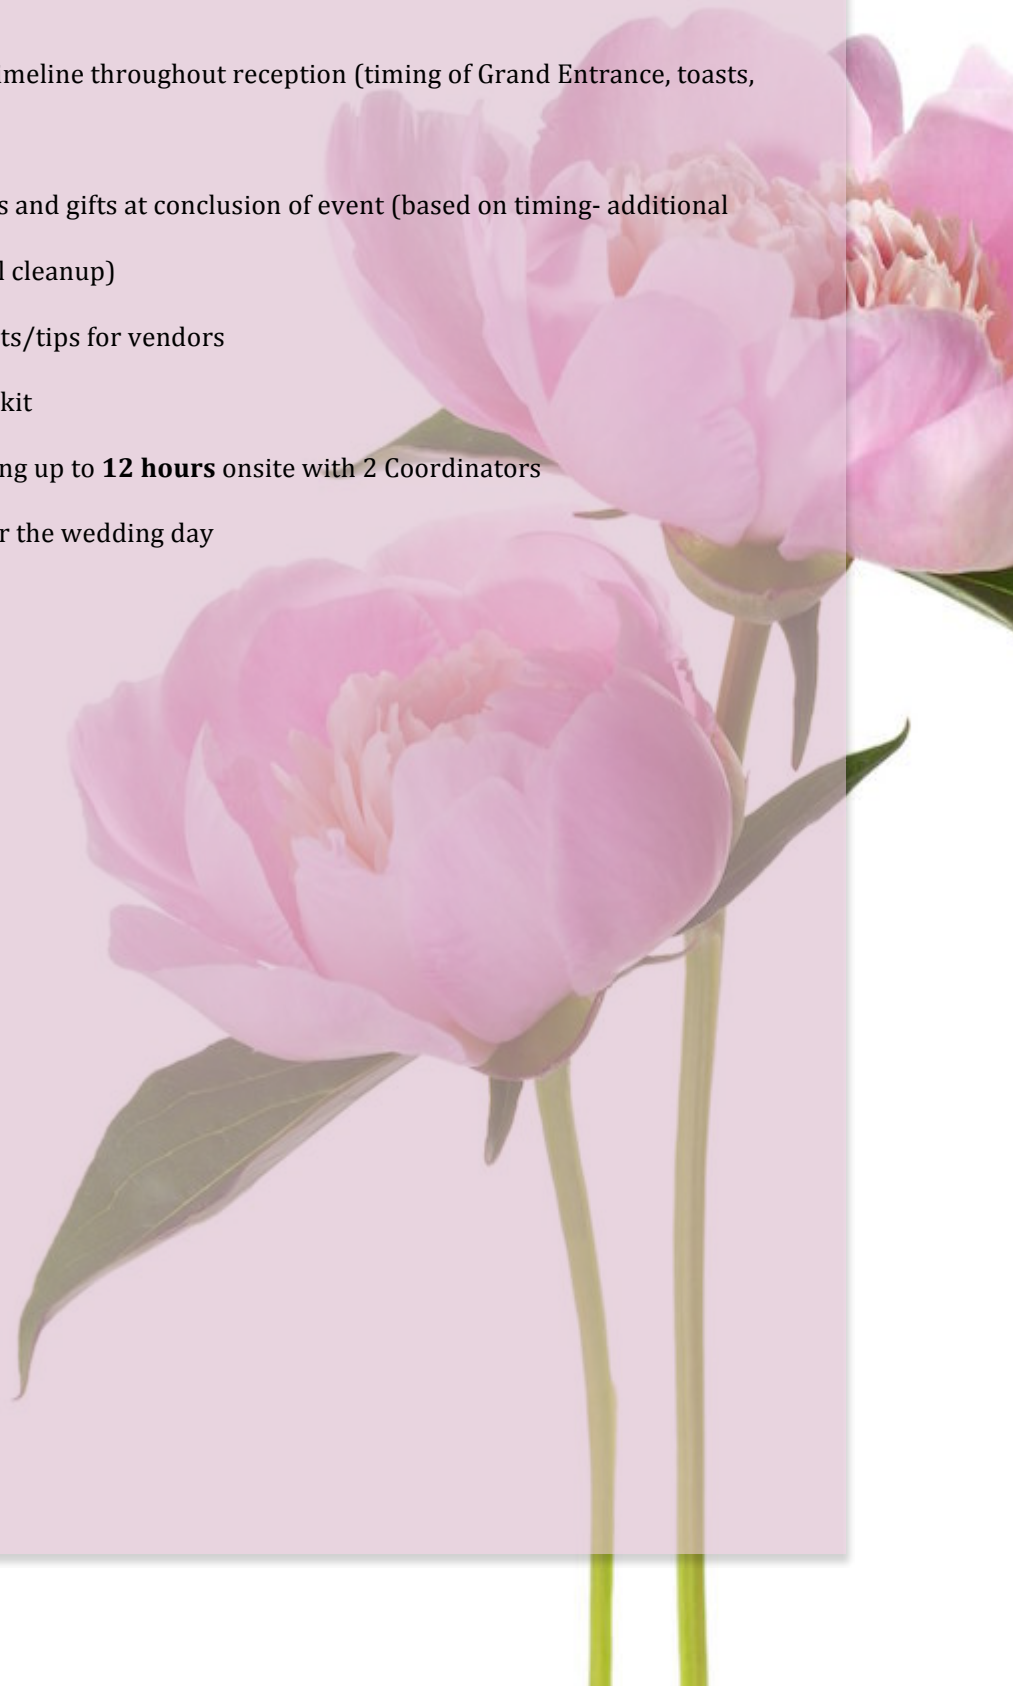 imeline throughout reception (timing of Grand Entrance, toasts,
s and gifts at conclusion of event (based on timing- additional
l cleanup)
ts/tips for vendors
kit
ng up to 12 hours onsite with 2 Coordinators
r the wedding day